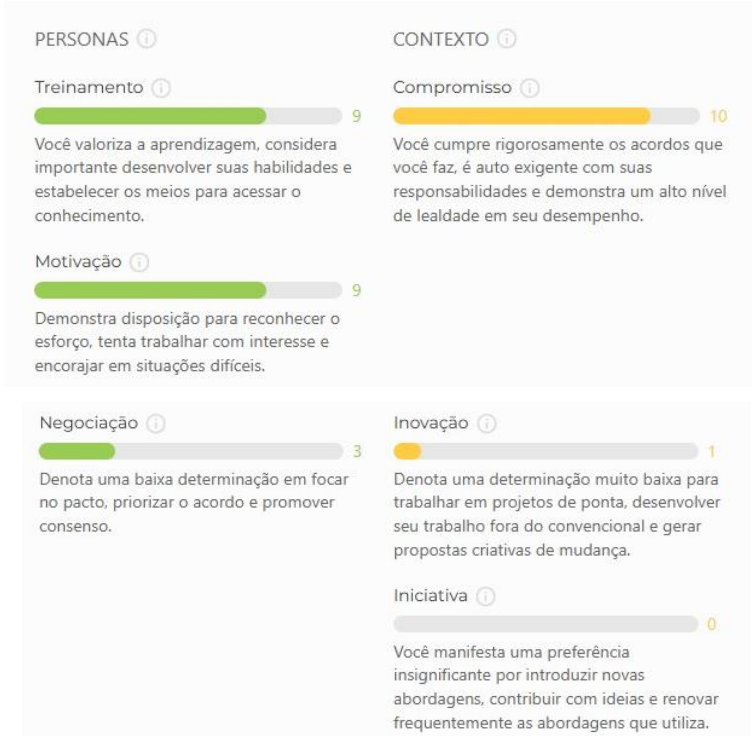 PERSONAS
Treinamento
9
Você valoriza a aprendizagem, considera
importante desenvolver suas habilidades e
estabelecer os meios para acessar o
conhecimento.
Motivação
9
Demonstra disposição para reconhecer o
esforço, tenta trabalhar com interesse e
encorajar em situações difíceis.
CONTEXTO
Compromisso
10
Você cumpre rigorosamente os acordos que
você faz, é auto exigente com suas
responsabilidades e demonstra um alto nível
de lealdade em seu desempenho.
Negociação
3
Denota uma baixa determinação em focar
no pacto, priorizar o acordo e promover
consenso.
Inovação
1
Denota uma determinação muito baixa para
trabalhar em projetos de ponta, desenvolver
seu trabalho fora do convencional e gerar
propostas criativas de mudança.
Iniciativa
0
Você manifesta uma preferência
insignificante por introduzir novas
abordagens, contribuir com ideias e renovar
frequentemente as abordagens que utiliza.